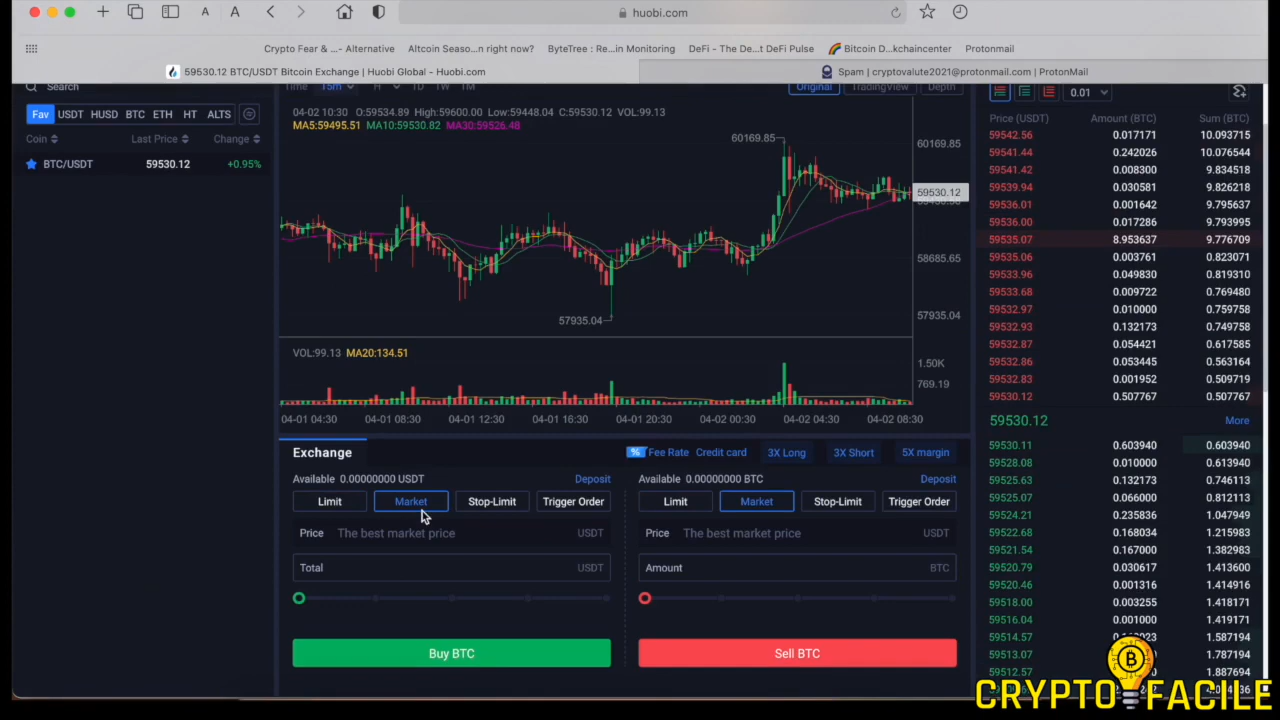 huobi.com
Crypto Fear & ...- Alternative
Altcoin Seaso...n right now?
ByteTree : Re...in Monitoring
DeFi - The De...t DeFi Pulse
Bitcoin D...kchaincenter
Protonmail
59530.12 BTC/USDT Bitcoin Exchange | Huobi Global - Huobi.com
Spam | cryptovalute2021@protonmail.com | ProtonMail
Search
Fav USDT HUSD BTC ETH HT ALTS
Coin Last Price Change
BTC/USDT 59530.12 +0.95%
Time 15m H 1D 1W 1M
Original TradingView Depth
04-02 10:30 O:59534.89 High:59600.00 Low:59448.04 C:59530.12 VOL:99.13
MA5:59495.51 MA10:59530.82 MA30:59526.48
60169.85
60169.85
59530.12
58685.65
57935.04
57935.04
VOL:99.13 MA20:134.51
1.50K
769.19
04-01 04:30 04-01 08:30 04-01 12:30 04-01 16:30 04-01 20:30 04-02 00:30 04-02 04:30 04-02 08:30
Exchange
% Fee Rate Credit card 3X Long 3X Short 5X margin
Available 0.00000000 USDT Deposit
Limit Market Stop-Limit Trigger Order
Price The best market price USDT
Total USDT
Buy BTC
Available 0.00000000 BTC Deposit
Limit Market Stop-Limit Trigger Order
Price The best market price USDT
Amount BTC
Sell BTC
0.01
Price (USDT) Amount (BTC) Sum (BTC)
59542.56 0.017171 10.093715
59541.44 0.242026 10.076544
59541.42 0.008300 9.834518
59539.94 0.030581 9.826218
59536.01 0.001642 9.795637
59536.00 0.017286 9.793995
59535.07 8.953637 9.776709
59535.06 0.003761 0.823071
59533.96 0.049830 0.819310
59533.68 0.009722 0.769480
59532.97 0.010000 0.759758
59532.93 0.132173 0.749758
59532.87 0.054421 0.617585
59532.86 0.053445 0.563164
59532.83 0.001952 0.509719
59530.12 0.507767 0.507767
59530.12 More
59530.11 0.603940 0.603940
59528.08 0.010000 0.613940
59525.63 0.132173 0.746113
59525.07 0.066000 0.812113
59524.21 0.235836 1.047949
59522.68 0.168034 1.215983
59521.54 0.167000 1.382983
59520.79 0.030617 1.413600
59520.46 0.001316 1.414916
59518.00 0.003255 1.418171
59516.04 0.001000 1.419171
59514.57 1.587194
59513.07 1.787194
59512.87 1.887694
CRYPTO FACILE